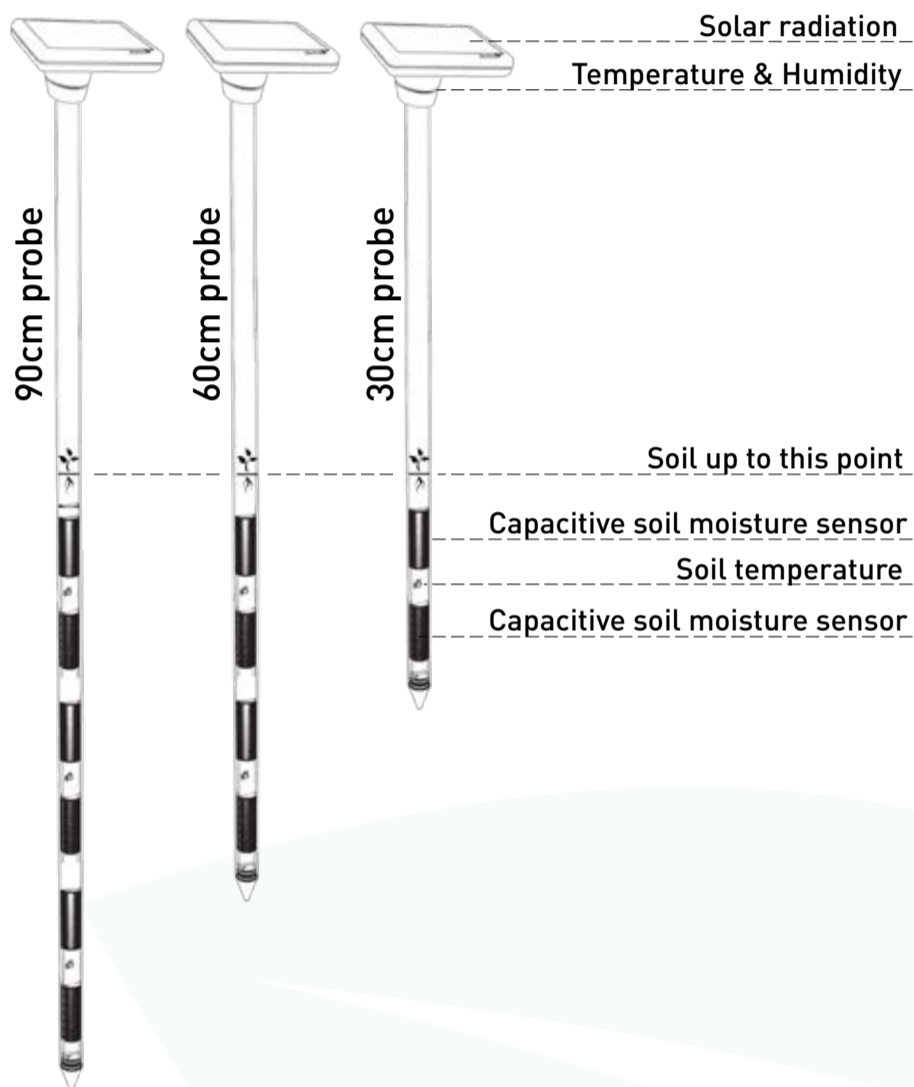 Solar radiation
Temperature & Humidity
90cm probe
60cm probe
30cm probe
Soil up to this point
Capacitive soil moisture sensor
Soil temperature
Capacitive soil moisture sensor